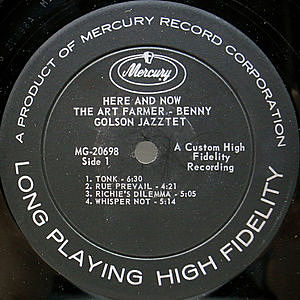 A PRODUCT OF MERCURY RECORD CORPORATION
Mercury
HERE AND NOW
THE ART FARMER - BENNY
GOLSON JAZZTET
MG-20698
Side 1
A Custom High
Fidelity
Recording
1. TONK - 6:30
2. RUE PREVAIL - 4:21
3. RICHIE'S DILEMMA - 5:05
4. WHISPER NOT - 5:14
LONG PLAYING HIGH FIDELITY